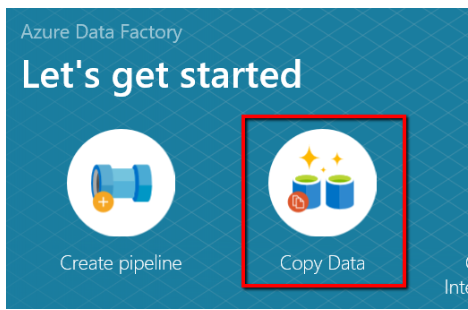 Azure Data Factory
Let's get started
Create pipeline
Copy Data